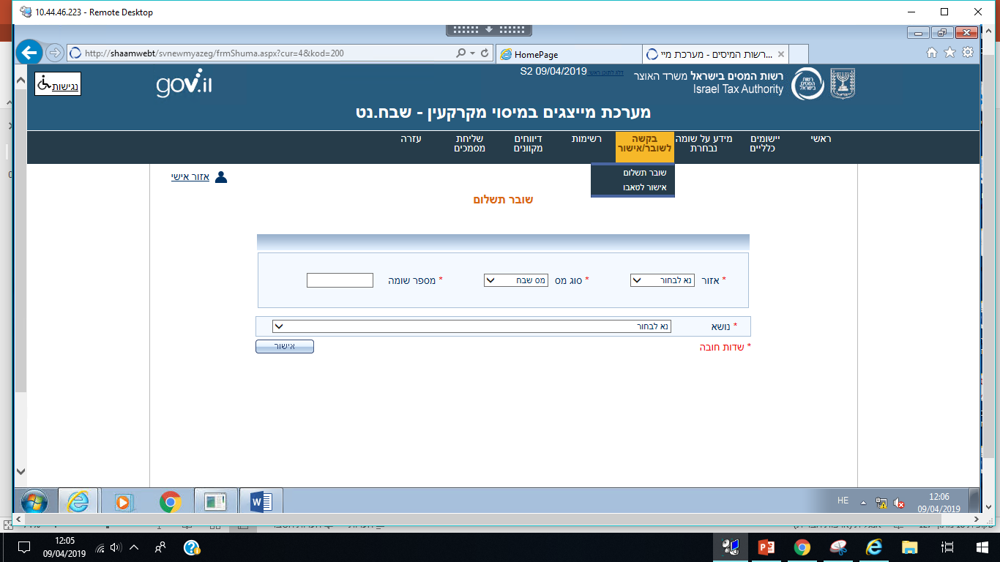 10.44.46.223 - Remote Desktop
http://shaamwebt/svnewmyazeg/frmShuma.aspx?cur=4&kod=200
HomePage
רשות המיסים - מערכת מיי...
נגישות
gov.il
S2 09/04/2019
דלג לתוכן ראשי
רשות המסים בישראל משרד האוצר
Israel Tax Authority
מערכת מייצגים במיסוי מקרקעין - שבח.נט
ראשי
יישומים כלליים
מידע על שומה נבחרת
בקשה לשובר/אישור
רשימות
דיווחים מקוונים
שליחת מסמכים
עזרה
שובר תשלום
אישור לטאבו
אזור אישי
שובר תשלום
* אזור נא לבחור * סוג מס מס שבח * מספר שומה
* נושא נא לבחור
* שדות חובה
אישור
HE
12:06
09/04/2019
12:05
09/04/2019